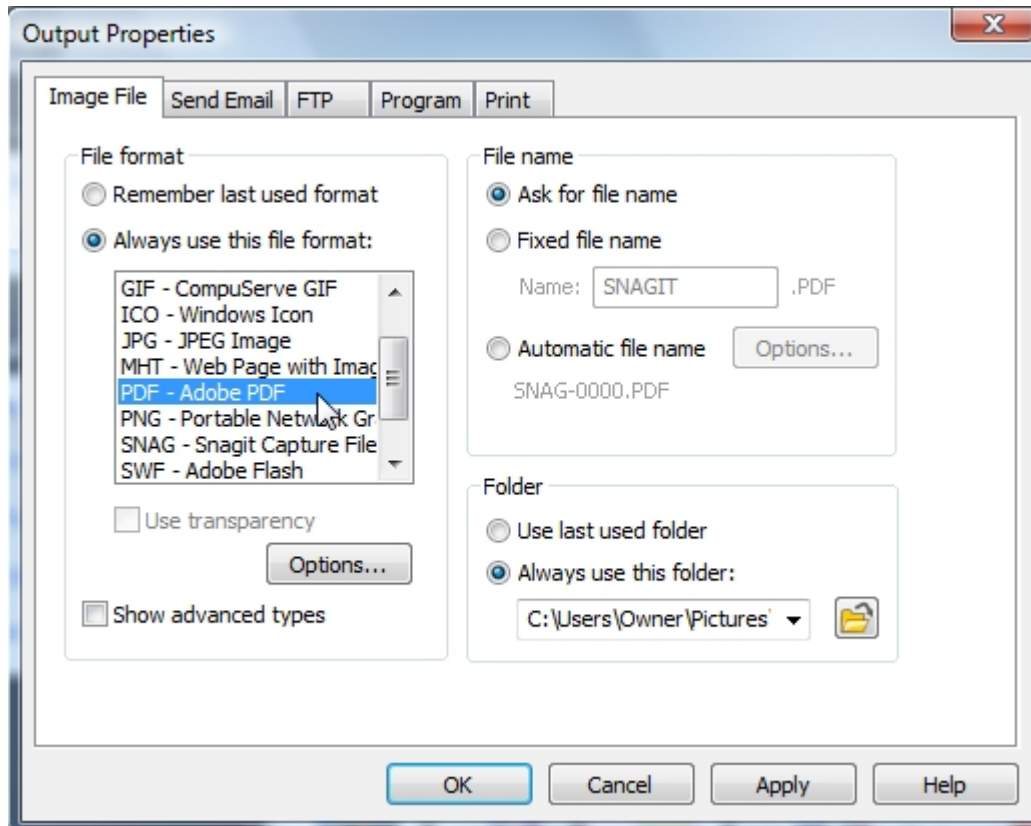 Output Properties
Image File Send Email FTP Program Print
File format
Remember last used format
Always use this file format:
GIF - CompuServe GIF
ICO - Windows Icon
JPG - JPEG Image
MHT - Web Page with Imag
PDF - Adobe PDF
PNG - Portable Network Gr
SNAG - Snagit Capture File
SWF - Adobe Flash
Use transparency
Options...
Show advanced types
File name
Ask for file name
Fixed file name
Name: SNAGIT .PDF
Automatic file name Options...
SNAG-0000.PDF
Folder
Use last used folder
Always use this folder:
C:\Users\Owner\Pictures\
OK Cancel Apply Help